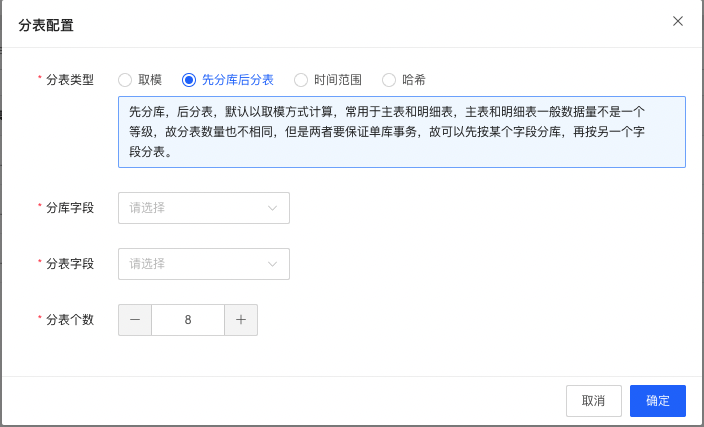 分表配置
* 分表类型 取模 先分库后分表 时间范围 哈希
先分库，后分表，默认以取模方式计算，常用于主表和明细表，主表和明细表一般数据量不是一个
等级，故分表数量也不相同，但是两者要保证单库事务，故可以先按某个字段分库，再按另一个字
段分表。
* 分库字段 请选择
* 分表字段 请选择
* 分表个数 − 8 +
取消 确定